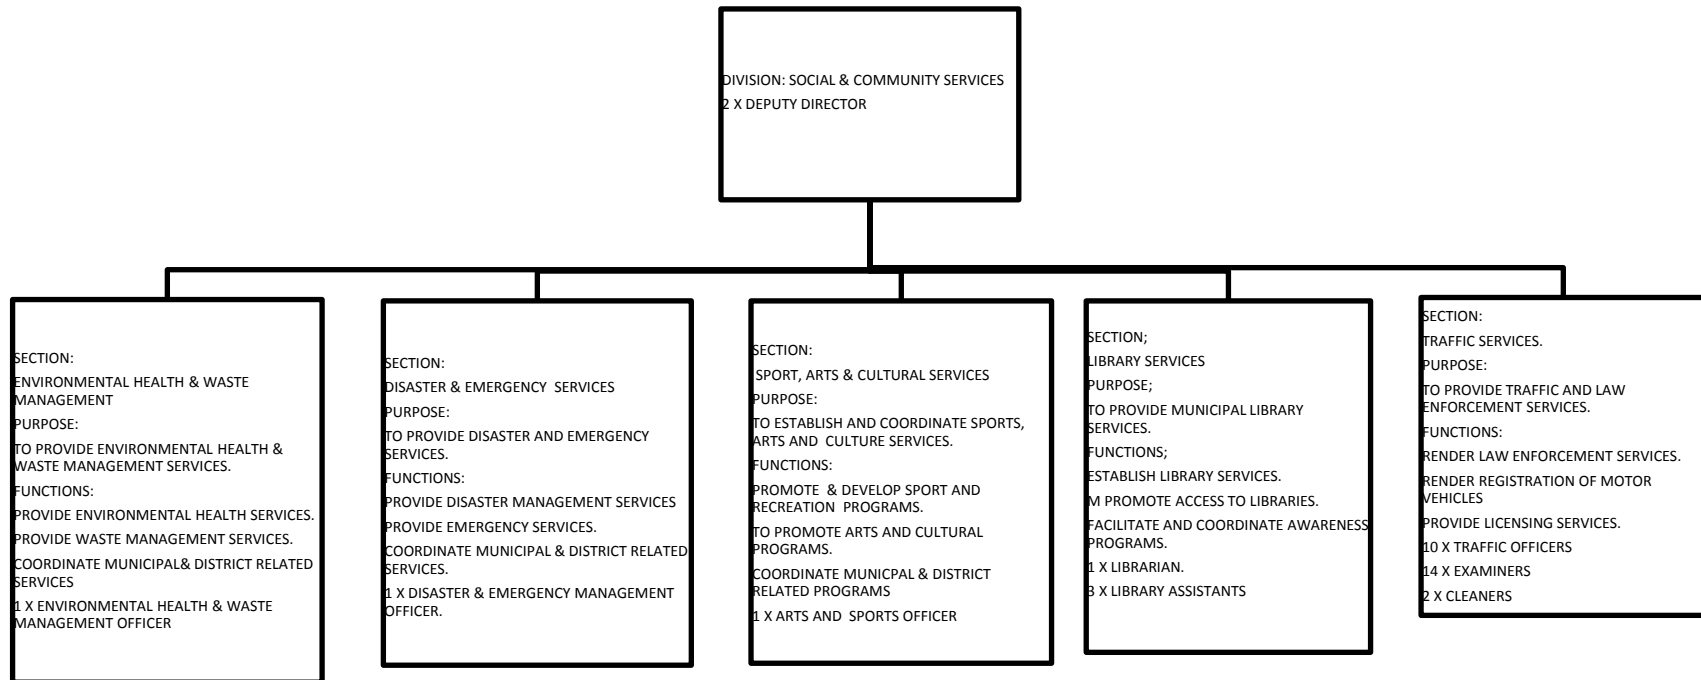 DIVISION: SOCIAL & COMMUNITY SERVICES
2 X DEPUTY DIRECTOR
SECTION:
ENVIRONMENTAL HEALTH & WASTE
MANAGEMENT
PURPOSE:
TO PROVIDE ENVIRONMENTAL HEALTH &
WASTE MANAGEMENT SERVICES.
FUNCTIONS:
PROVIDE ENVIRONMENTAL HEALTH SERVICES.
PROVIDE WASTE MANAGEMENT SERVICES.
COORDINATE MUNICIPAL& DISTRICT RELATED
SERVICES
1 X ENVIRONMENTAL HEALTH & WASTE
MANAGEMENT OFFICER
SECTION:
DISASTER & EMERGENCY SERVICES
PURPOSE:
TO PROVIDE DISASTER AND EMERGENCY
SERVICES.
FUNCTIONS:
PROVIDE DISASTER MANAGEMENT SERVICES
PROVIDE EMERGENCY SERVICES.
COORDINATE MUNICIPAL & DISTRICT RELATED
SERVICES.
1 X DISASTER & EMERGENCY MANAGEMENT
OFFICER.
SECTION:
SPORT, ARTS & CULTURAL SERVICES
PURPOSE:
TO ESTABLISH AND COORDINATE SPORTS,
ARTS AND CULTURE SERVICES.
FUNCTIONS:
PROMOTE & DEVELOP SPORT AND
RECREATION PROGRAMS.
TO PROMOTE ARTS AND CULTURAL
PROGRAMS.
COORDINATE MUNICPAL & DISTRICT
RELATED PROGRAMS
1 X ARTS AND SPORTS OFFICER
SECTION;
LIBRARY SERVICES
PURPOSE;
TO PROVIDE MUNICIPAL LIBRARY
SERVICES.
FUNCTIONS;
ESTABLISH LIBRARY SERVICES.
M PROMOTE ACCESS TO LIBRARIES.
FACILITATE AND COORDINATE AWARENESS
PROGRAMS.
1 X LIBRARIAN.
3 X LIBRARY ASSISTANTS
SECTION:
TRAFFIC SERVICES.
PURPOSE:
TO PROVIDE TRAFFIC AND LAW
ENFORCEMENT SERVICES.
FUNCTIONS:
RENDER LAW ENFORCEMENT SERVICES.
RENDER REGISTRATION OF MOTOR
VEHICLES
PROVIDE LICENSING SERVICES.
10 X TRAFFIC OFFICERS
14 X EXAMINERS
2 X CLEANERS